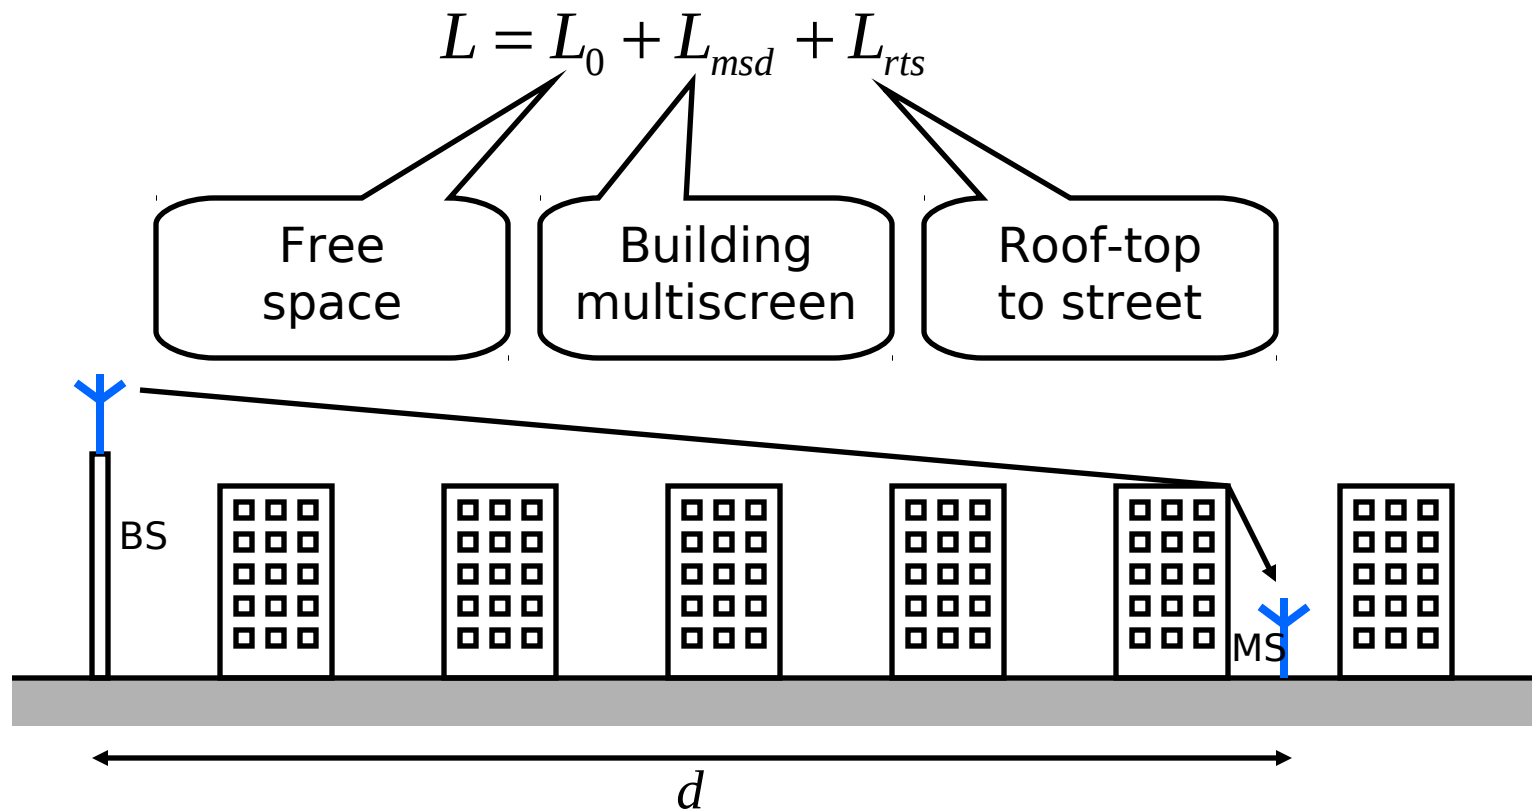 L = L₀ + Lₘₛd + Lᵣₜₛ
Free
space
Building
multiscreen
Roof-top
to street
BS
MS
d